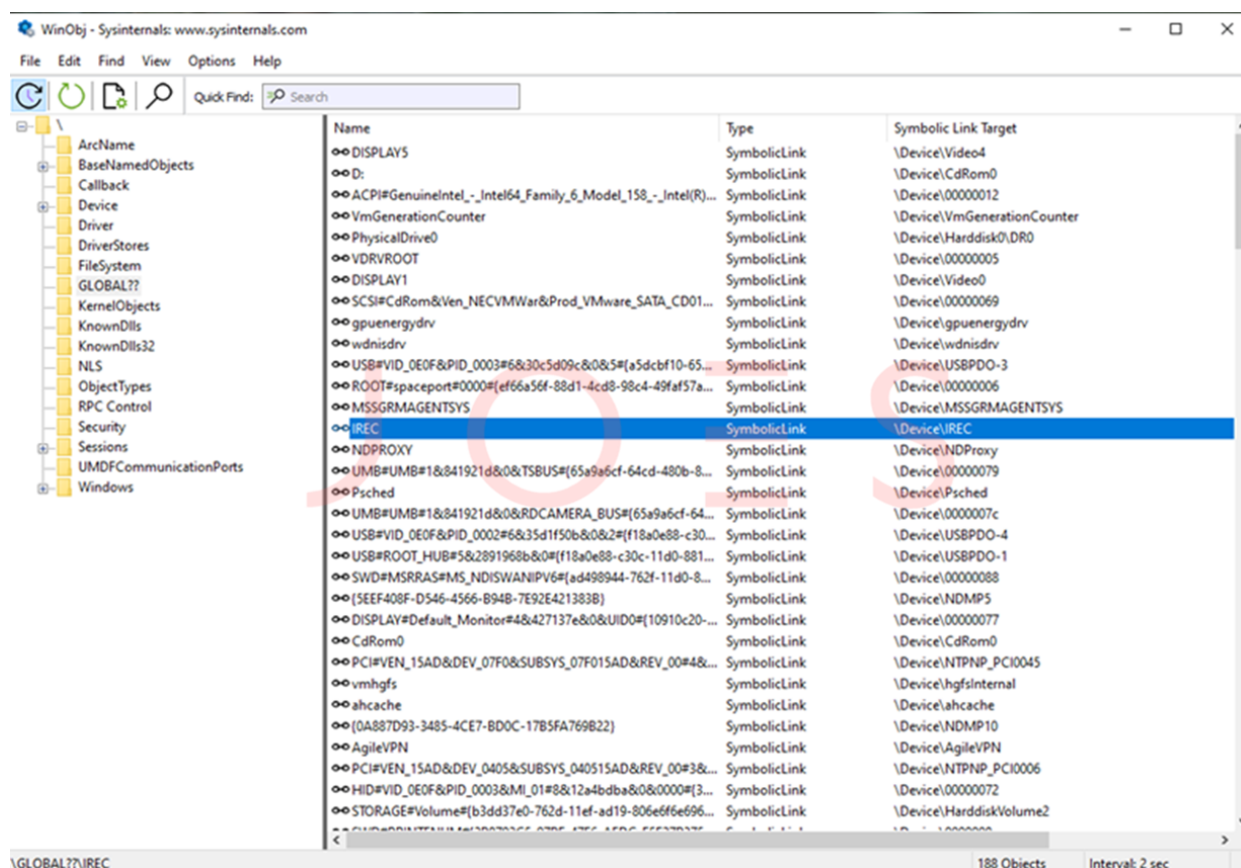 WinObj - Sysinternals: www.sysinternals.com
File Edit Find View Options Help
Quick Find: Search
\
ArcName
BaseNamedObjects
Callback
Device
Driver
DriverStores
FileSystem
GLOBAL??
KernelObjects
KnownDlls
KnownDlls32
NLS
ObjectTypes
RPC Control
Security
Sessions
UMDFCommunicationPorts
Windows
Name Type Symbolic Link Target
DISPLAY5 SymbolicLink \Device\Video4
D: SymbolicLink \Device\CdRom0
ACPI#GenuineIntel_-_Intel64_Family_6_Model_158_-_Intel(R)... SymbolicLink \Device\00000012
VmGenerationCounter SymbolicLink \Device\VmGenerationCounter
PhysicalDrive0 SymbolicLink \Device\Harddisk0\DR0
VDRVROOT SymbolicLink \Device\00000005
DISPLAY1 SymbolicLink \Device\Video0
SCSI#CdRom&Ven_NECVMWar&Prod_VMware_SATA_CD01... SymbolicLink \Device\00000069
gpuenergydrv SymbolicLink \Device\gpuenergydrv
wdnisdrv SymbolicLink \Device\wdnisdrv
USB#VID_0E0F&PID_0003#6&30c5d09c&0&5#{a5dcbf10-65... SymbolicLink \Device\USBPDO-3
ROOT#spaceport#0000#{ef66a56f-88d1-4cd8-98c4-49faf57a... SymbolicLink \Device\00000006
MSSGRMAGENTSYS SymbolicLink \Device\MSSGRMAGENTSYS
IREC SymbolicLink \Device\IREC
NDPROXY SymbolicLink \Device\NDProxy
UMB#UMB#1&841921d&0&TSBUS#{65a9a6cf-64cd-480b-8... SymbolicLink \Device\00000079
Psched SymbolicLink \Device\Psched
UMB#UMB#1&841921d&0&RDCAMERA_BUS#{65a9a6cf-64... SymbolicLink \Device\0000007c
USB#VID_0E0F&PID_0002#6&35d1f50b&0&2#{f18a0e88-c30... SymbolicLink \Device\USBPDO-4
USB#ROOT_HUB#5&2891968b&0#{f18a0e88-c30c-11d0-881... SymbolicLink \Device\USBPDO-1
SWD#MSRRAS#MS_NDISWANIPV6#{ad498944-762f-11d0-8... SymbolicLink \Device\00000088
{5EEF408F-D546-4566-B94B-7E92E421383B} SymbolicLink \Device\NDMP5
DISPLAY#Default_Monitor#4&427137e&0&UID0#{10910c20-... SymbolicLink \Device\00000077
CdRom0 SymbolicLink \Device\CdRom0
PCI#VEN_15AD&DEV_07F0&SUBSYS_07F015AD&REV_00#4&... SymbolicLink \Device\NTPNP_PCI0045
vmhgfs SymbolicLink \Device\hgfsInternal
ahcache SymbolicLink \Device\ahcache
{0A887D93-3485-4CE7-BD0C-17B5FA769B22} SymbolicLink \Device\NDMP10
AgileVPN SymbolicLink \Device\AgileVPN
PCI#VEN_15AD&DEV_0405&SUBSYS_040515AD&REV_00#3&... SymbolicLink \Device\NTPNP_PCI0006
HID#VID_0E0F&PID_0003&MI_01#8&12a4bdba&0&0000#{3... SymbolicLink \Device\00000072
STORAGE#Volume#{b3dd37e0-762d-11ef-ad19-806e6f6e696... SymbolicLink \Device\HarddiskVolume2
\GLOBAL??\IREC 188 Objects Interval: 2 sec